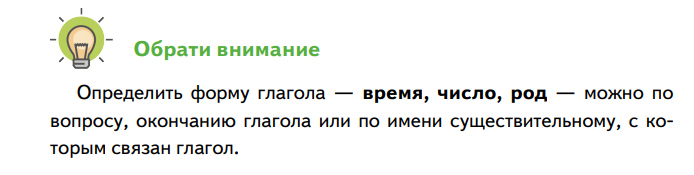 Обрати внимание
Определить форму глагола — время, число, род — можно по
вопросу, окончанию глагола или по имени существительному, с ко-
торым связан глагол.